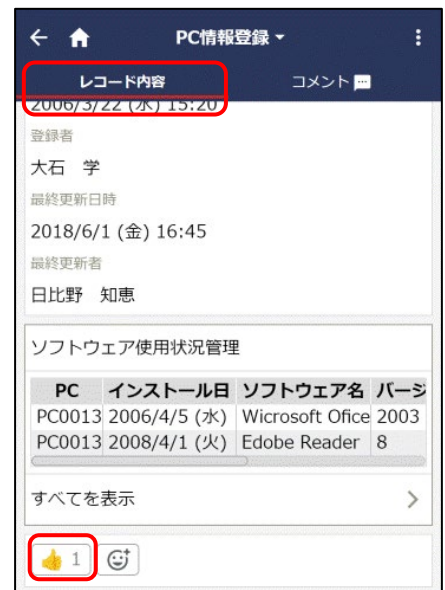 PC情報登録
レコード内容 コメント
2006/3/22 (水) 15:20
登録者
大石 学
最終更新日時
2018/6/1 (金) 16:45
最終更新者
日比野 知恵
ソフトウェア使用状況管理
PC インストール日 ソフトウェア名 バージ
PC0013 2006/4/5 (水) Wicrosoft Ofice 2003
PC0013 2008/4/1 (火) Edobe Reader 8
すべてを表示
1